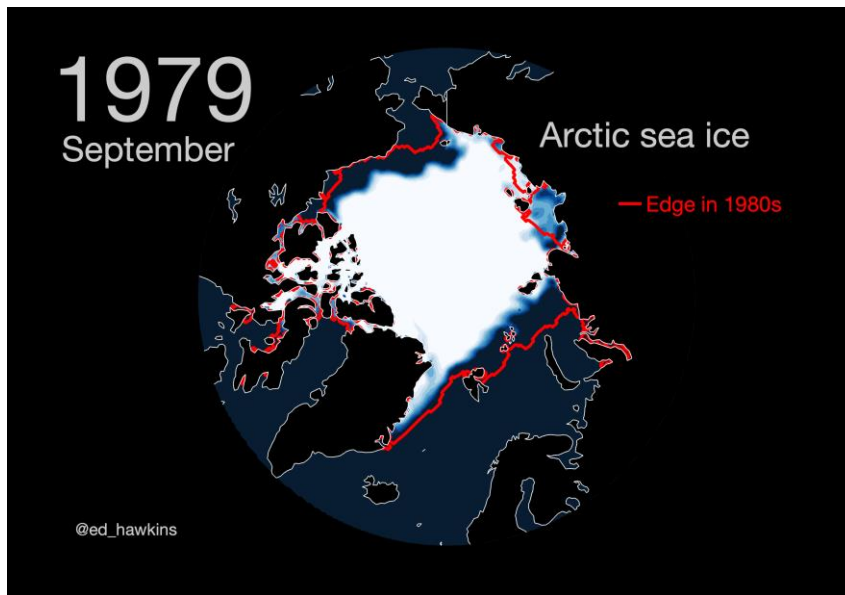 1979
September
Arctic sea ice
Edge in 1980s
@ed_hawkins